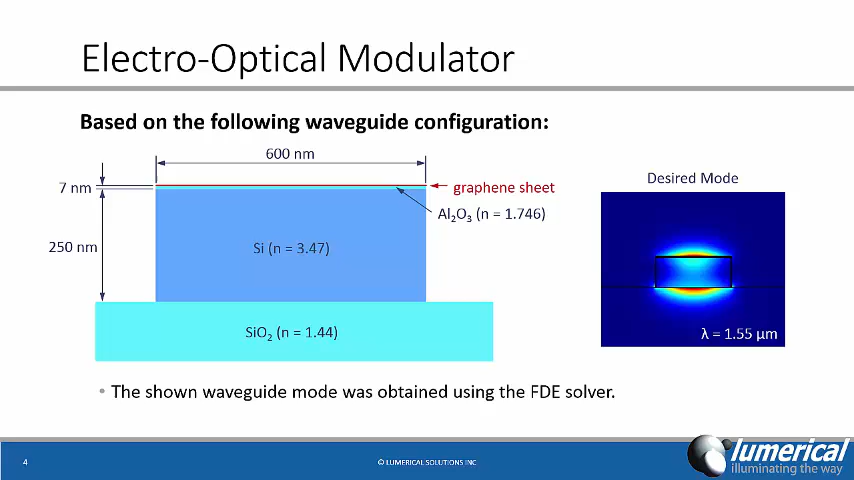 Electro-Optical Modulator
Based on the following waveguide configuration:
600 nm
7 nm
graphene sheet
Al₂O₃ (n = 1.746)
250 nm
Si (n = 3.47)
SiO₂ (n = 1.44)
Desired Mode
λ = 1.55 µm
• The shown waveguide mode was obtained using the FDE solver.
4
© LUMERICAL SOLUTIONS INC
lumerical
illuminating the way